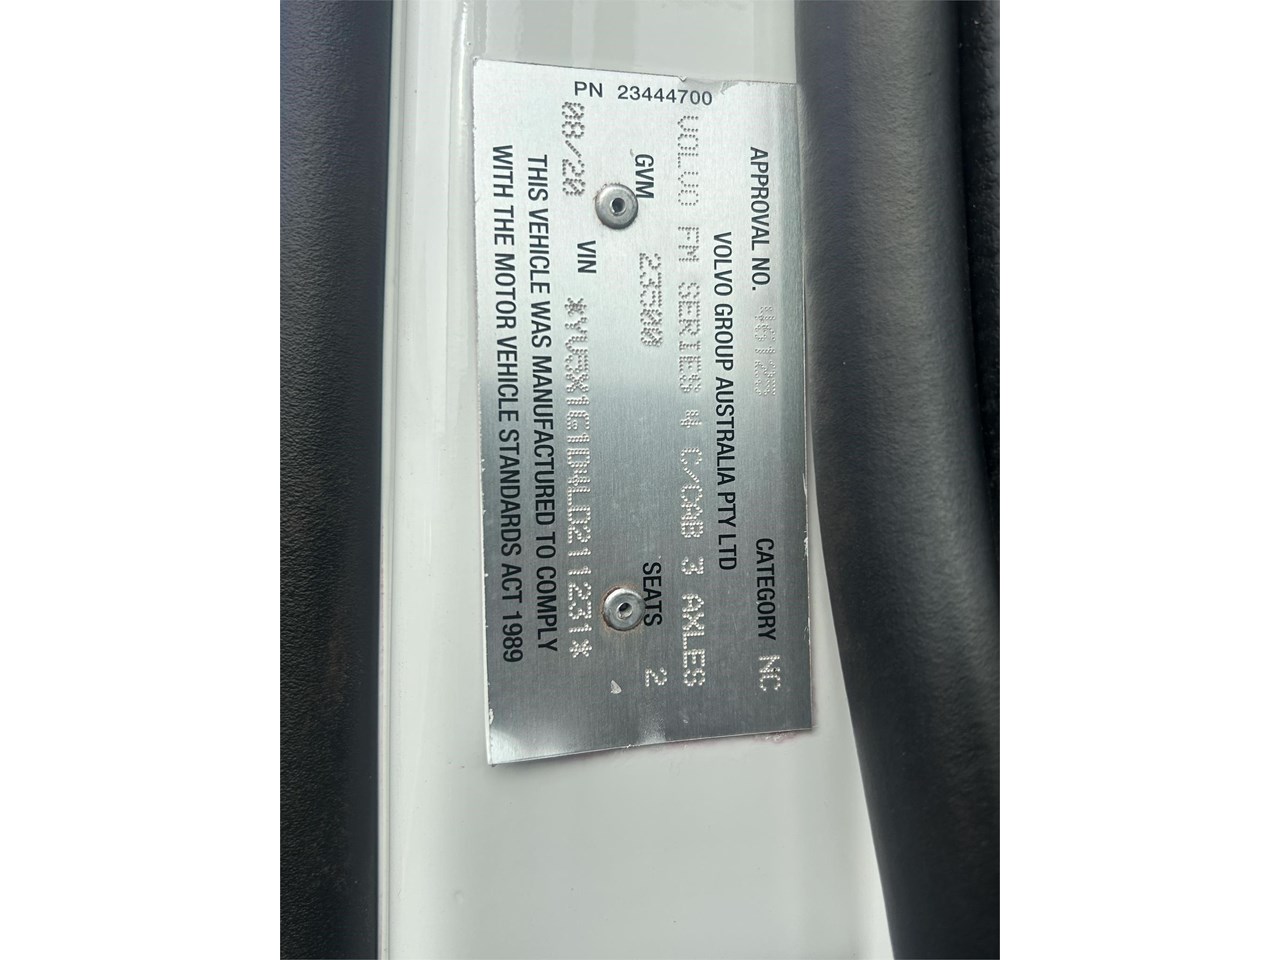 PN 23444700
APPROVAL NO. CATEGORY NC
VOLVO GROUP AUSTRALIA PTY LTD
VOLVO FM SERIES W C/CAB 3 AXLES
GVM 23500 SEATS 2
08/20 VIN
THIS VEHICLE WAS MANUFACTURED TO COMPLY
WITH THE MOTOR VEHICLE STANDARDS ACT 1989